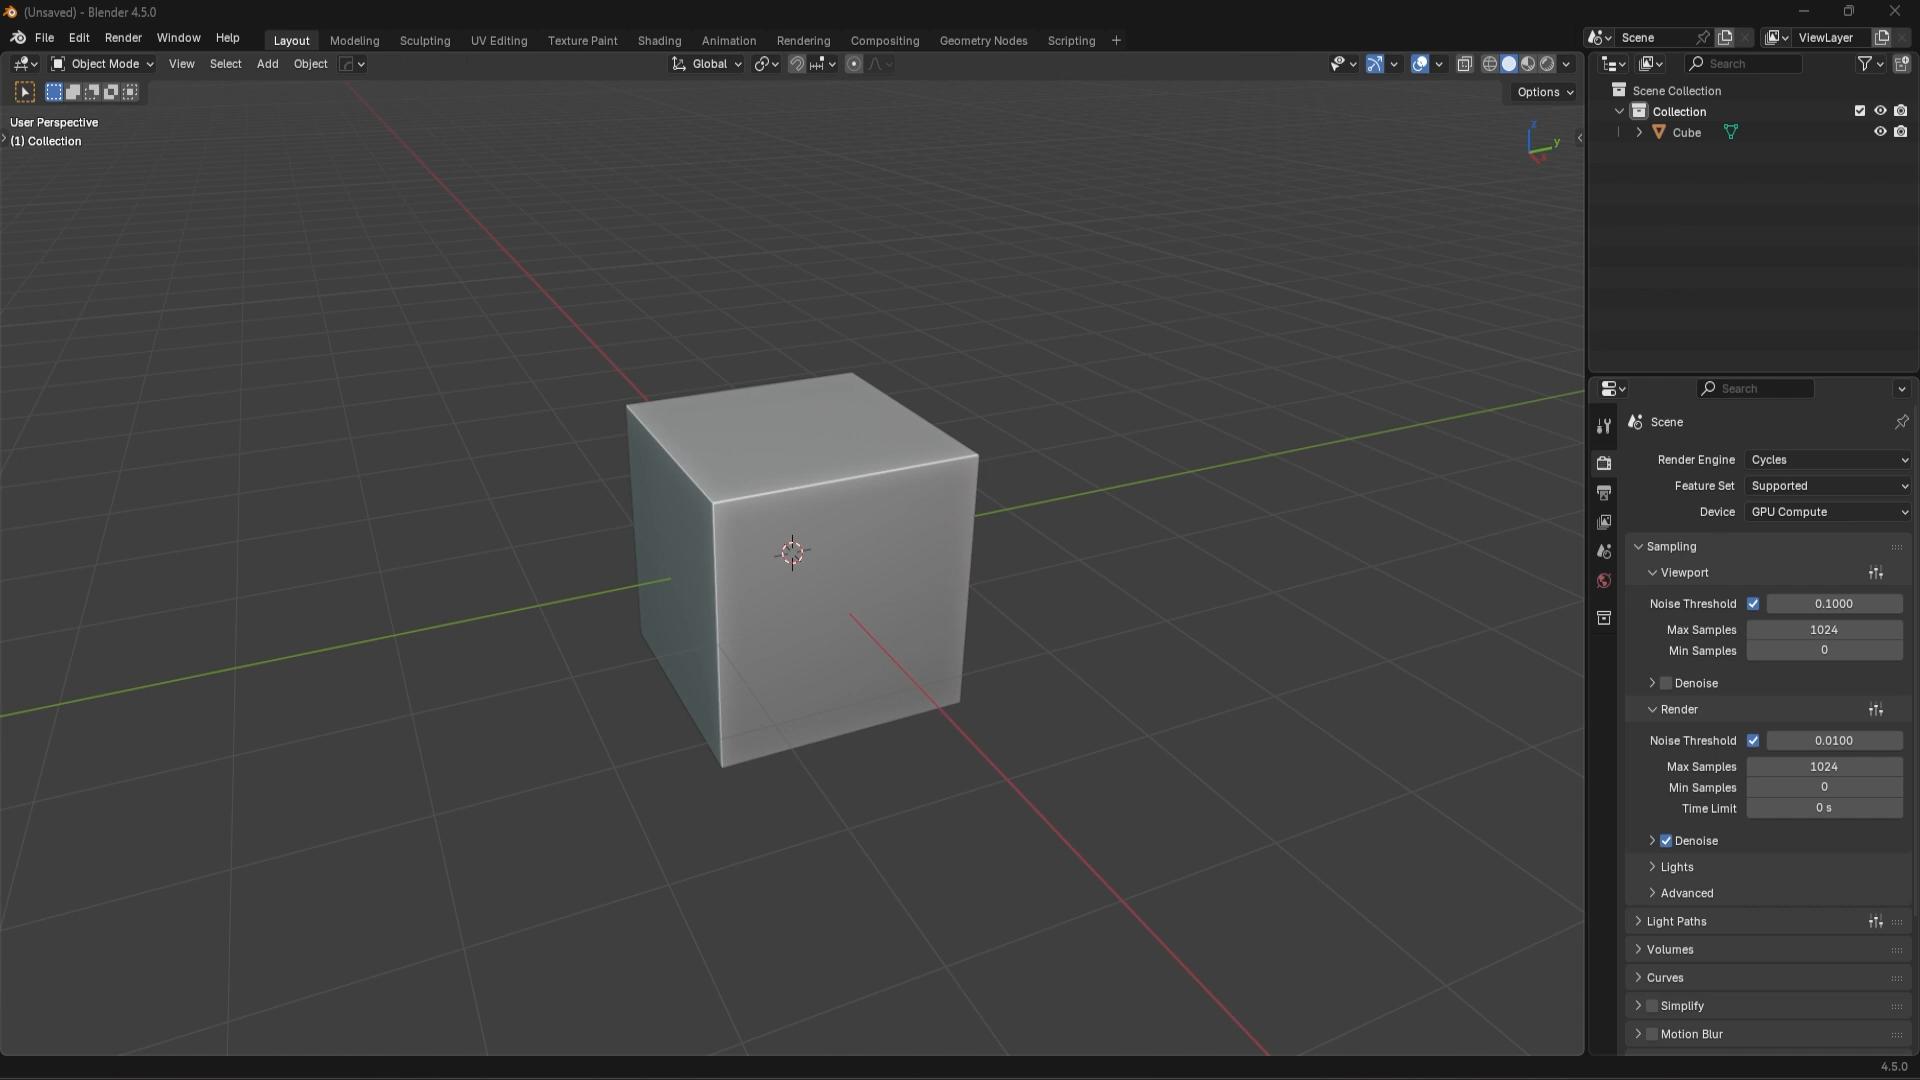 (Unsaved) - Blender 4.5.0
File Edit Render Window Help Layout Modeling Sculpting UV Editing Texture Paint Shading Animation Rendering Compositing Geometry Nodes Scripting + Scene ViewLayer
Object Mode View Select Add Object Global Search
Options
User Perspective
(1) Collection
z
y
x
Scene Collection
Collection
Cube
Search
Scene
Render Engine Cycles
Feature Set Supported
Device GPU Compute
Sampling
Viewport
Noise Threshold 0.1000
Max Samples 1024
Min Samples 0
Denoise
Render
Noise Threshold 0.0100
Max Samples 1024
Min Samples 0
Time Limit 0 s
Denoise
Lights
Advanced
Light Paths
Volumes
Curves
Simplify
Motion Blur
4.5.0